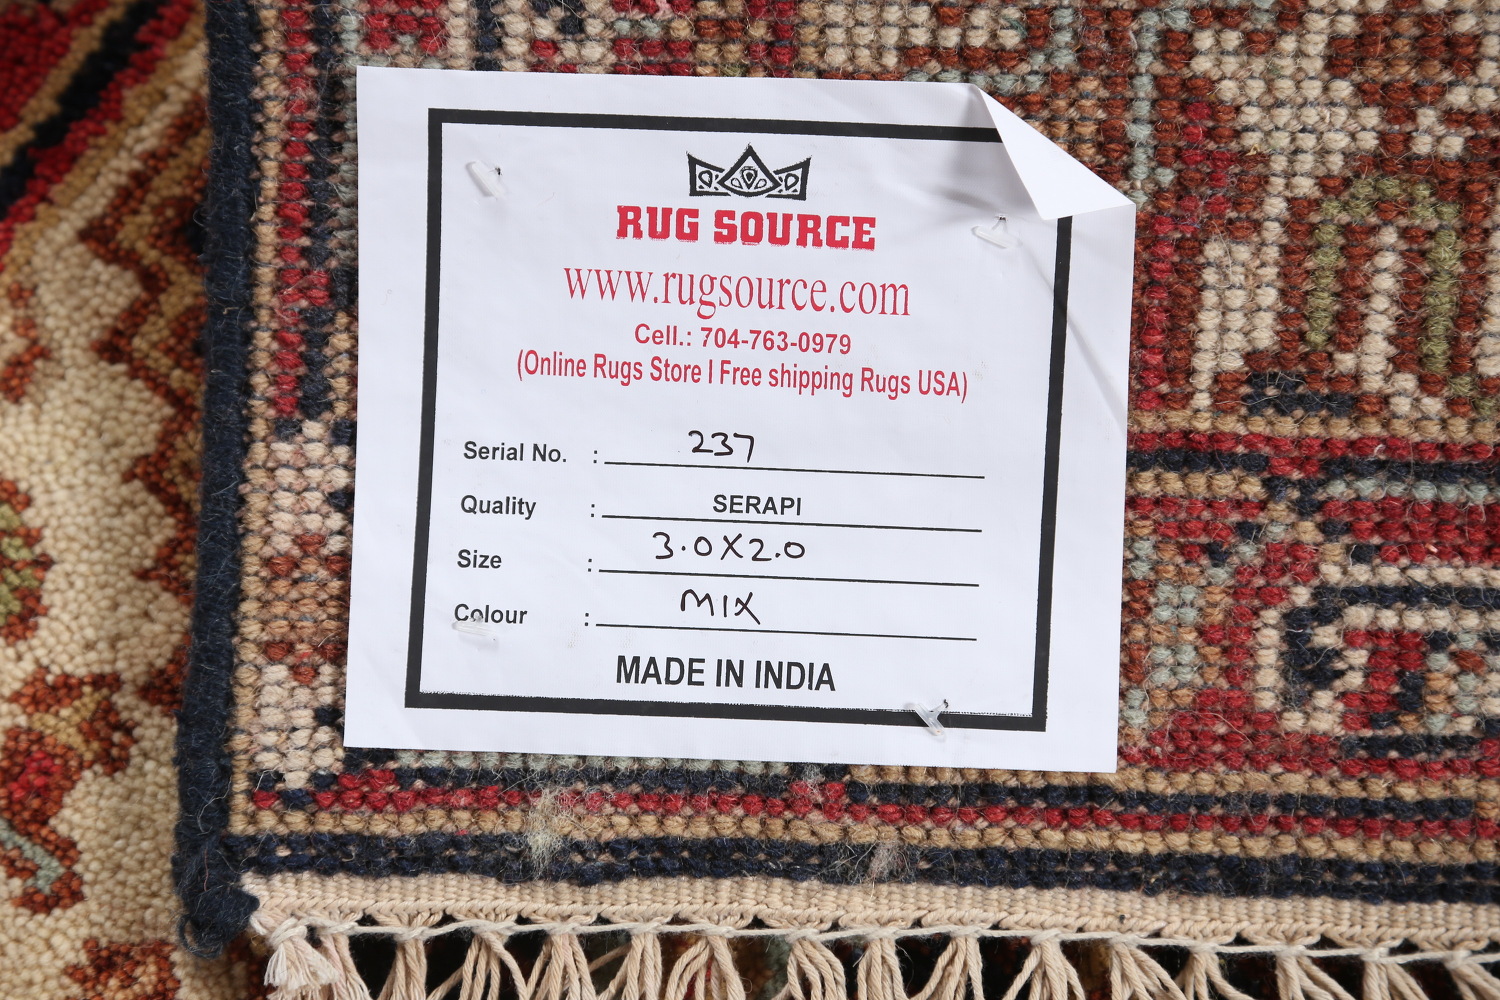 RUG SOURCE
www.rugsource.com
Cell.: 704-763-0979
(Online Rugs Store I Free shipping Rugs USA)
Serial No. : 237
Quality : SERAPI
Size : 3.0X2.0
Colour : MIX
MADE IN INDIA